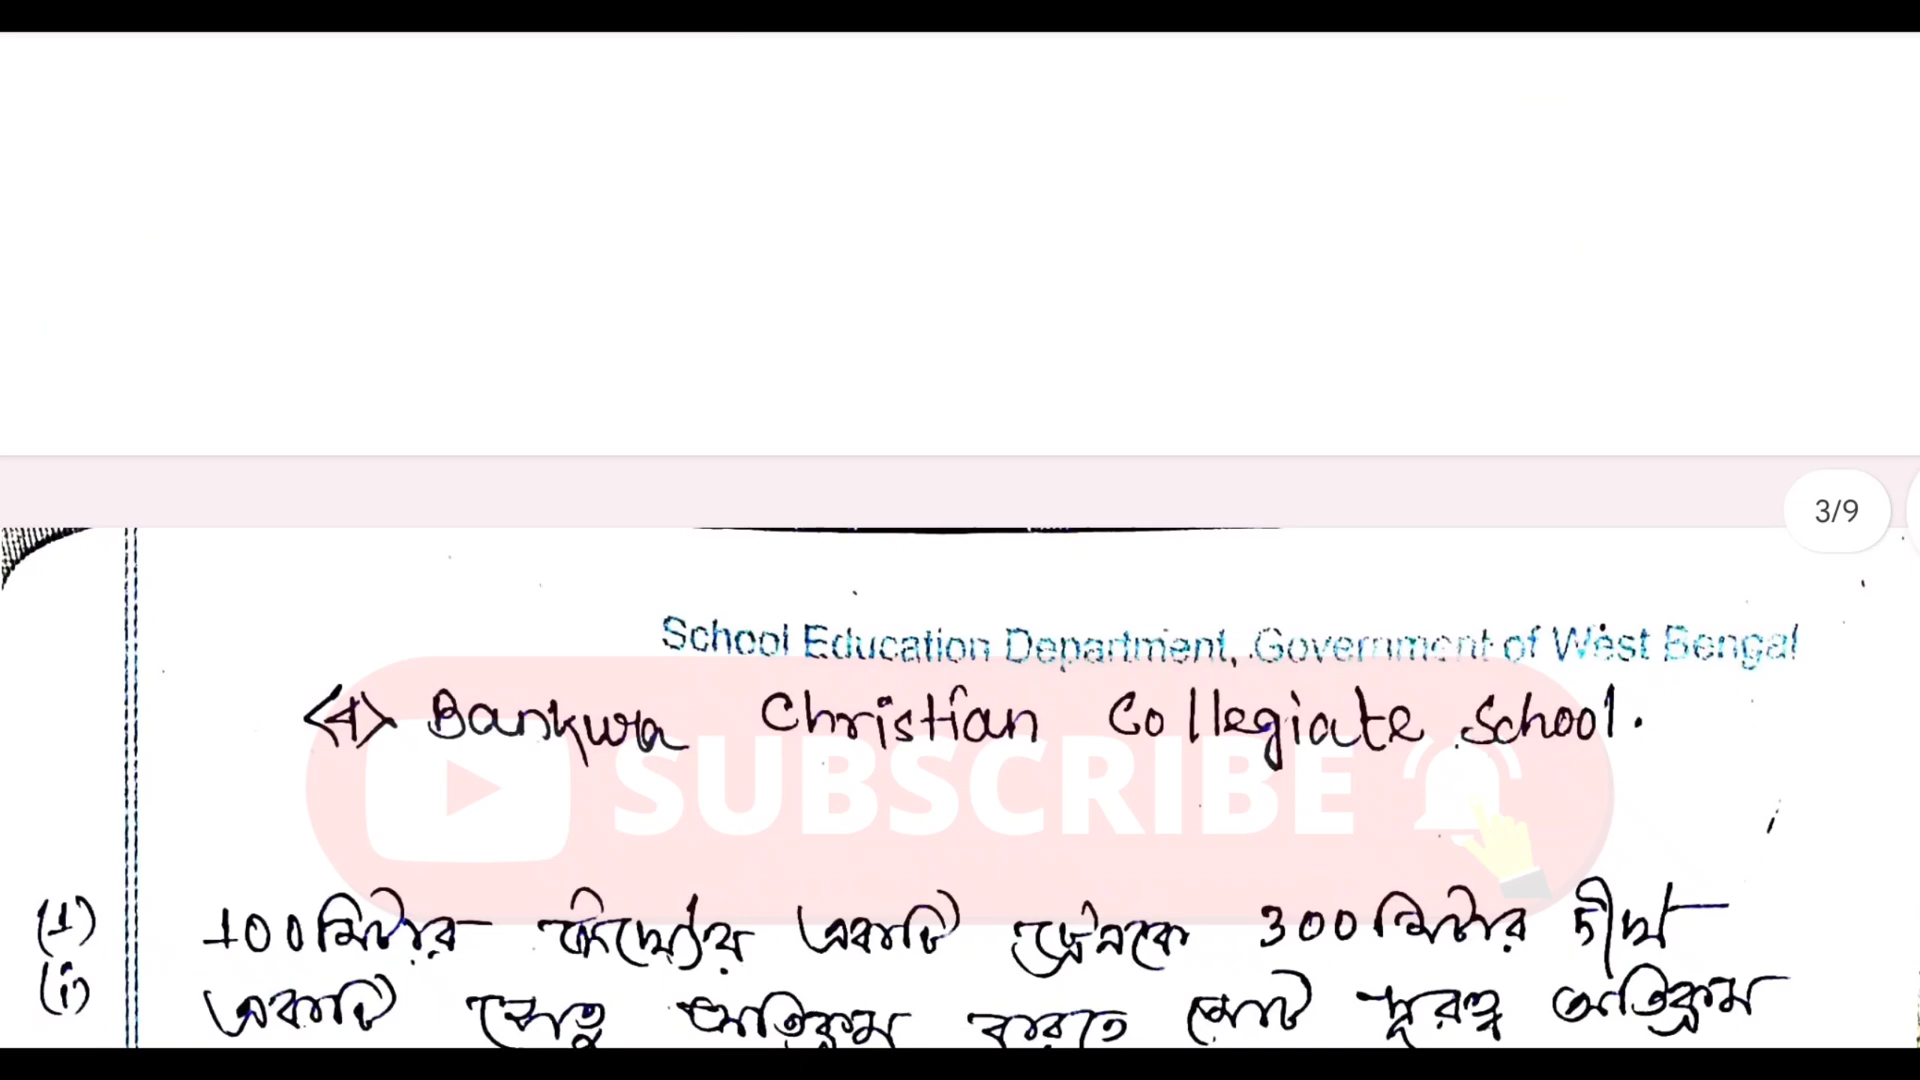 3/9
School Education Department, Government of West Bengal
<4> Bankura Christian Collegiate School.
SUBSCRIBE
(1) 100 মিটার দৈর্ঘ্যের একটি ট্রেনকে 300 মিটার দীর্ঘ
(i) একটি সেতু অতিক্রম করতে মোট দূরত্ব অতিক্রম